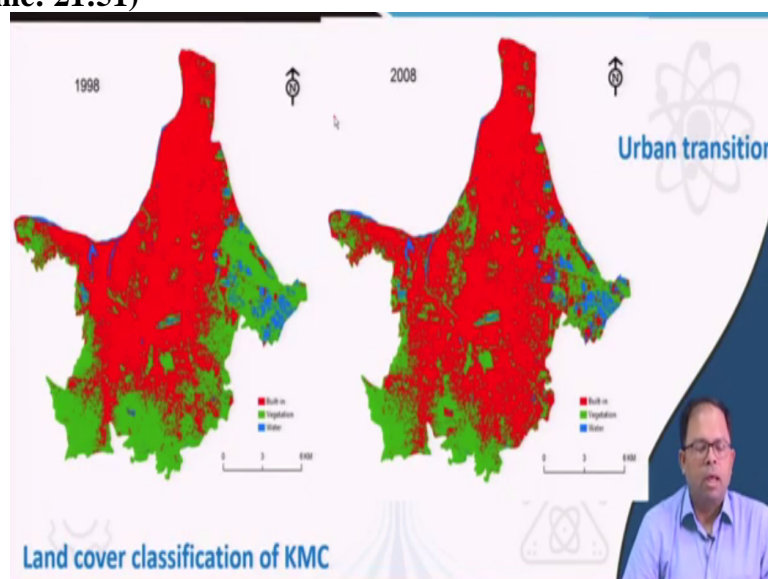 1998
2008
N
N
Urban transition
Built in
Vegetation
Water
Built in
Vegetation
Water
0 3 6 KM
0 3 6 KM
Land cover classification of KMC